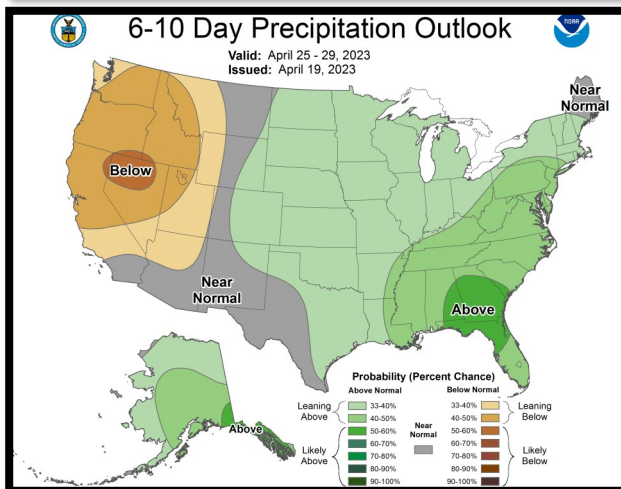 6-10 Day Precipitation Outlook
Valid: April 25 - 29, 2023
Issued: April 19, 2023
NOAA
Near
Normal
Below
Near
Normal
Above
Above
Probability (Percent Chance)
Above Normal
Below Normal
Leaning
Above
33-40%
40-50%
Likely
Above
50-60%
60-70%
70-80%
80-90%
90-100%
Near
Normal
33-40%
40-50%
Leaning
Below
50-60%
60-70%
70-80%
80-90%
90-100%
Likely
Below